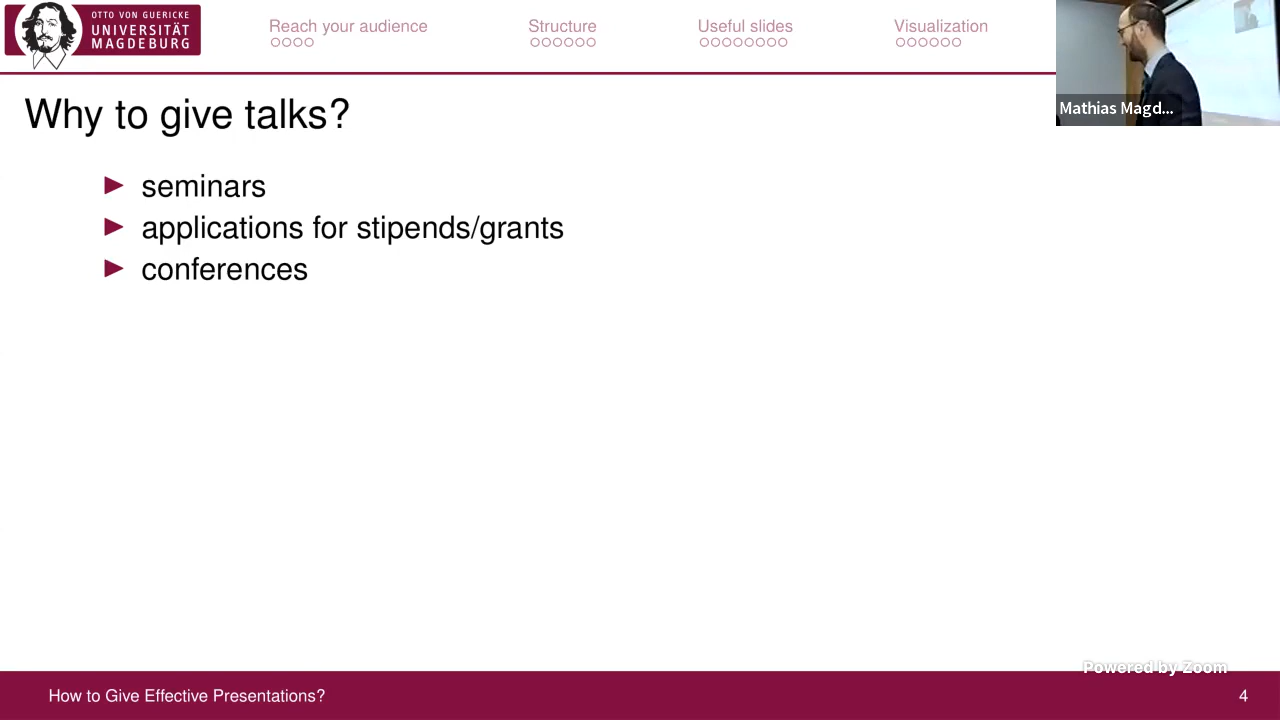 OTTO VON GUERICKE
UNIVERSITÄT
MAGDEBURG
Reach your audience
Structure
Useful slides
Visualization
Mathias Magd...
Why to give talks?
seminars
applications for stipends/grants
conferences
Powered by Zoom
How to Give Effective Presentations?
4